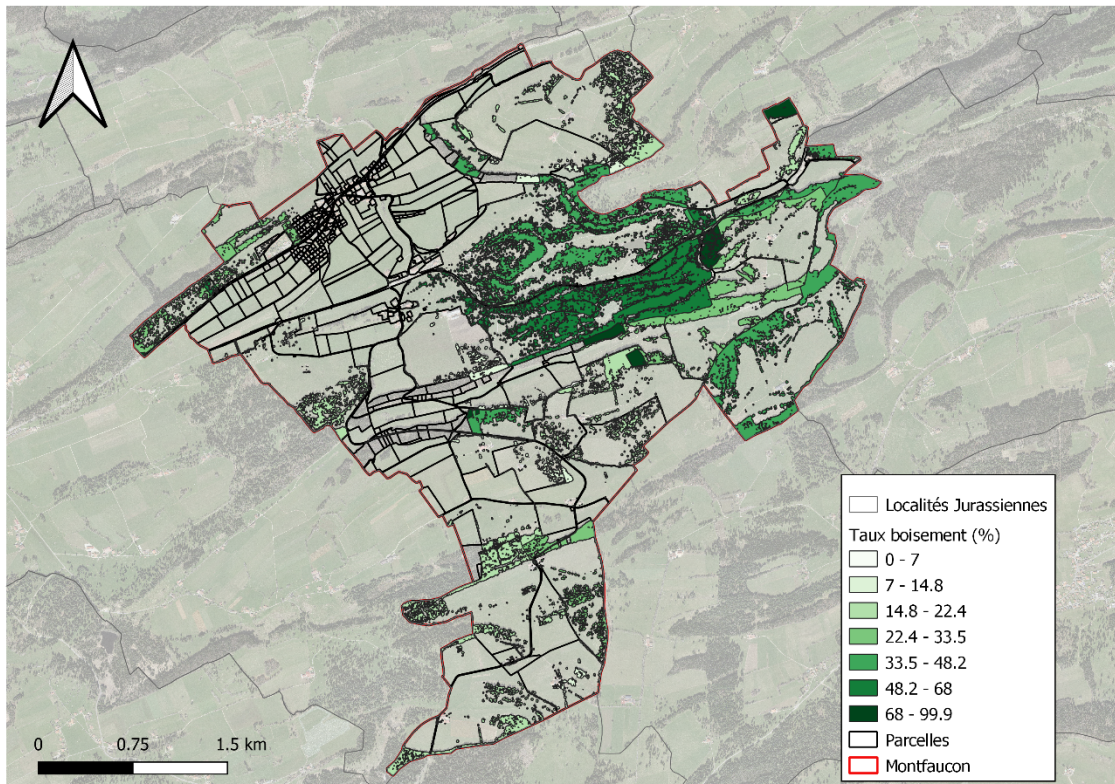 Localités Jurassiennes
Taux boisement (%)
0 - 7
7 - 14.8
14.8 - 22.4
22.4 - 33.5
33.5 - 48.2
48.2 - 68
68 - 99.9
Parcelles
Montfaucon
0 0.75 1.5 km